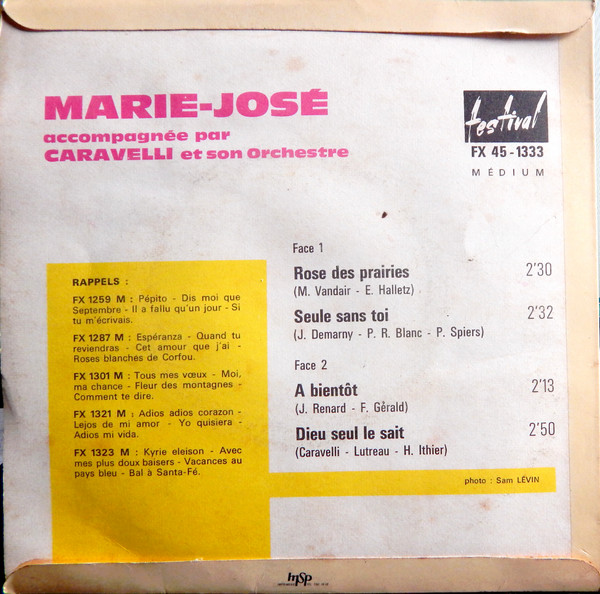 MARIE-JOSÉ
accompagnée par
CARAVELLI et son Orchestre
festival
FX 45-1333
MÉDIUM
Face 1
Rose des prairies 2'30
(M. Vandair - E. Halletz)
Seule sans toi 2'32
(J. Demarny - P. R. Blanc - P. Spiers)
Face 2
A bientôt 2'13
(J. Renard - F. Gérald)
Dieu seul le sait 2'50
(Caravelli - Lutreau - H. Ithier)
RAPPELS :
FX 1259 M : Pépito - Dis moi que
Septembre - Il a fallu qu'un jour - Si
tu m'écrivais.
FX 1287 M : Espéranza - Quand tu
reviendras - Cet amour que j'ai -
Roses blanches de Corfou.
FX 1301 M : Tous mes vœux - Moi,
ma chance - Fleur des montagnes -
Comment te dire.
FX 1321 M : Adios adios corazon -
Lejos de mi amor - Yo quisiera -
Adios mi vida.
FX 1323 M : Kyrie eleison - Avec
mes plus doux baisers - Vacances au
pays bleu - Bal à Santa-Fé.
photo : Sam LÉVIN